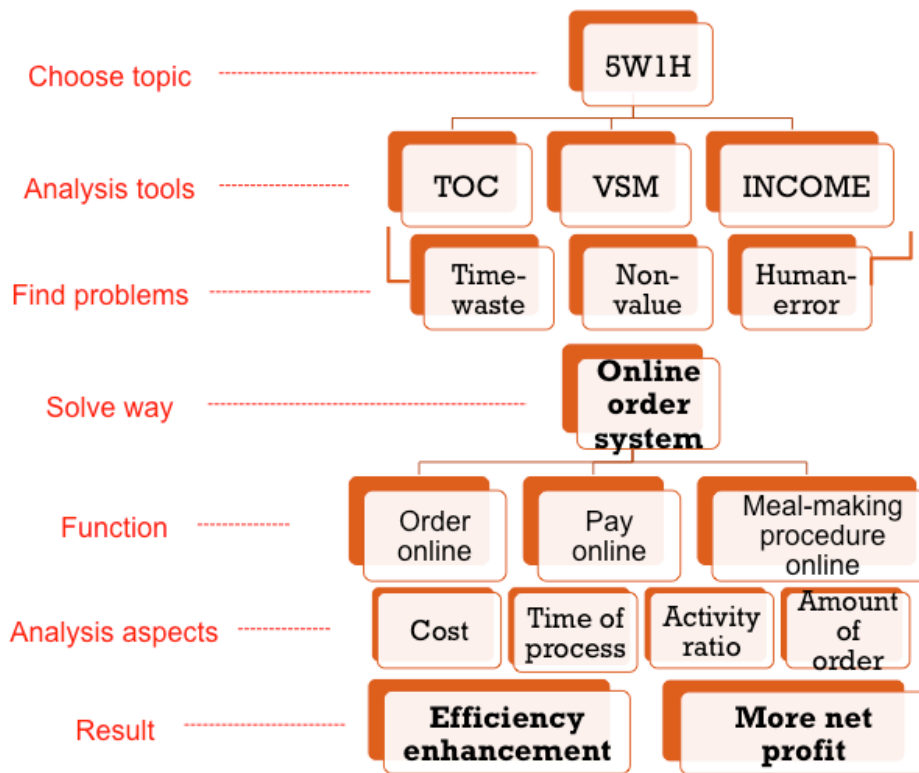 Choose topic
5W1H
Analysis tools
TOC
VSM
INCOME
Find problems
Time-
waste
Non-
value
Human-
error
Solve way
Online
order
system
Function
Order
online
Pay
online
Meal-making
procedure
online
Analysis aspects
Cost
Time of
process
Activity
ratio
Amount
of
order
Result
Efficiency
enhancement
More net
profit